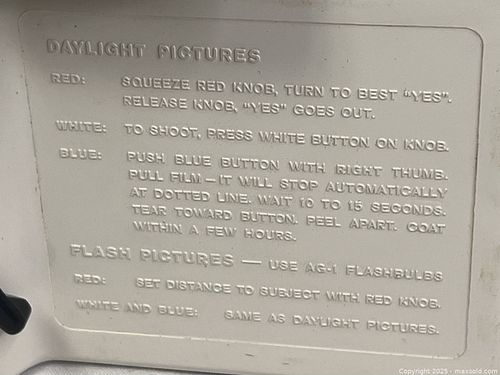 DAYLIGHT PICTURES
RED: SQUEEZE RED KNOB, TURN TO BEST "YES".
RELEASE KNOB, "YES" GOES OUT.
WHITE: TO SHOOT, PRESS WHITE BUTTON ON KNOB.
BLUE: PUSH BLUE BUTTON WITH RIGHT THUMB.
PULL FILM — IT WILL STOP AUTOMATICALLY
AT DOTTED LINE. WAIT 10 TO 15 SECONDS.
TEAR TOWARD BUTTON. PEEL APART. COAT
WITHIN A FEW HOURS.
FLASH PICTURES — USE AG-1 FLASHBULBS
RED: SET DISTANCE TO SUBJECT WITH RED KNOB.
WHITE AND BLUE: SAME AS DAYLIGHT PICTURES.
Copyright 2025 - maxsold.com